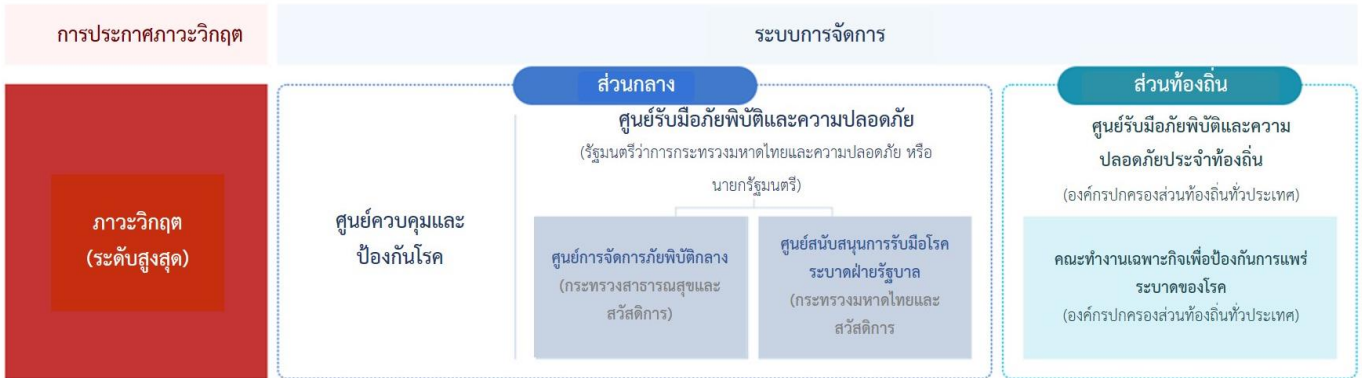 การประกาศภาวะวิกฤต
ระบบการจัดการ
ภาวะวิกฤต
(ระดับสูงสุด)
ส่วนกลาง
ศูนย์ควบคุมและ
ป้องกันโรค
ศูนย์รับมือภัยพิบัติและความปลอดภัย
(รัฐมนตรีว่าการกระทรวงมหาดไทยและความปลอดภัย หรือ
นายกรัฐมนตรี)
ศูนย์การจัดการภัยพิบัติกลาง
(กระทรวงสาธารณสุขและ
สวัสดิการ)
ศูนย์สนับสนุนการรับมือโรค
ระบาดฝ่ายรัฐบาล
(กระทรวงมหาดไทยและ
สวัสดิการ
ส่วนท้องถิ่น
ศูนย์รับมือภัยพิบัติและความ
ปลอดภัยประจำท้องถิ่น
(องค์กรปกครองส่วนท้องถิ่นทั่วประเทศ)
คณะทำงานเฉพาะกิจเพื่อป้องกันการแพร่
ระบาดของโรค
(องค์กรปกครองส่วนท้องถิ่นทั่วประเทศ)